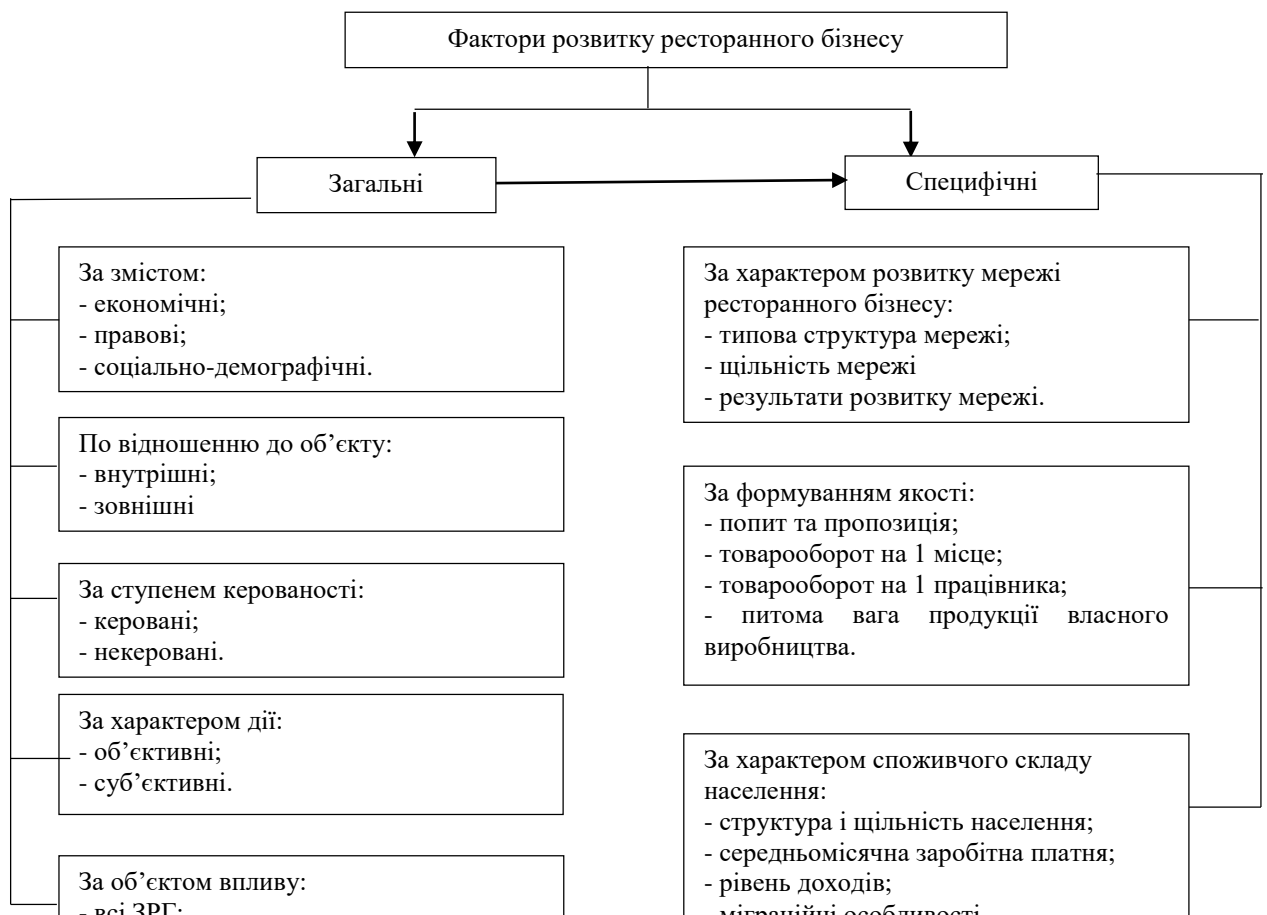 Фактори розвитку ресторанного бізнесу
Загальні
Специфічні
За змістом:
- економічні;
- правові;
- соціально-демографічні.
По відношенню до об’єкту:
- внутрішні;
- зовнішні
За ступенем керованості:
- керовані;
- некеровані.
За характером дії:
- об’єктивні;
- суб’єктивні.
За об’єктом впливу:
- всі ЗРГ;
За характером розвитку мережі
ресторанного бізнесу:
- типова структура мережі;
- щільність мережі
- результати розвитку мережі.
За формуванням якості:
- попит та пропозиція;
- товарооборот на 1 місце;
- товарооборот на 1 працівника;
- питома вага продукції власного
виробництва.
За характером споживчого складу
населення:
- структура і щільність населення;
- середньомісячна заробітна платня;
- рівень доходів;
- міграційні особливості